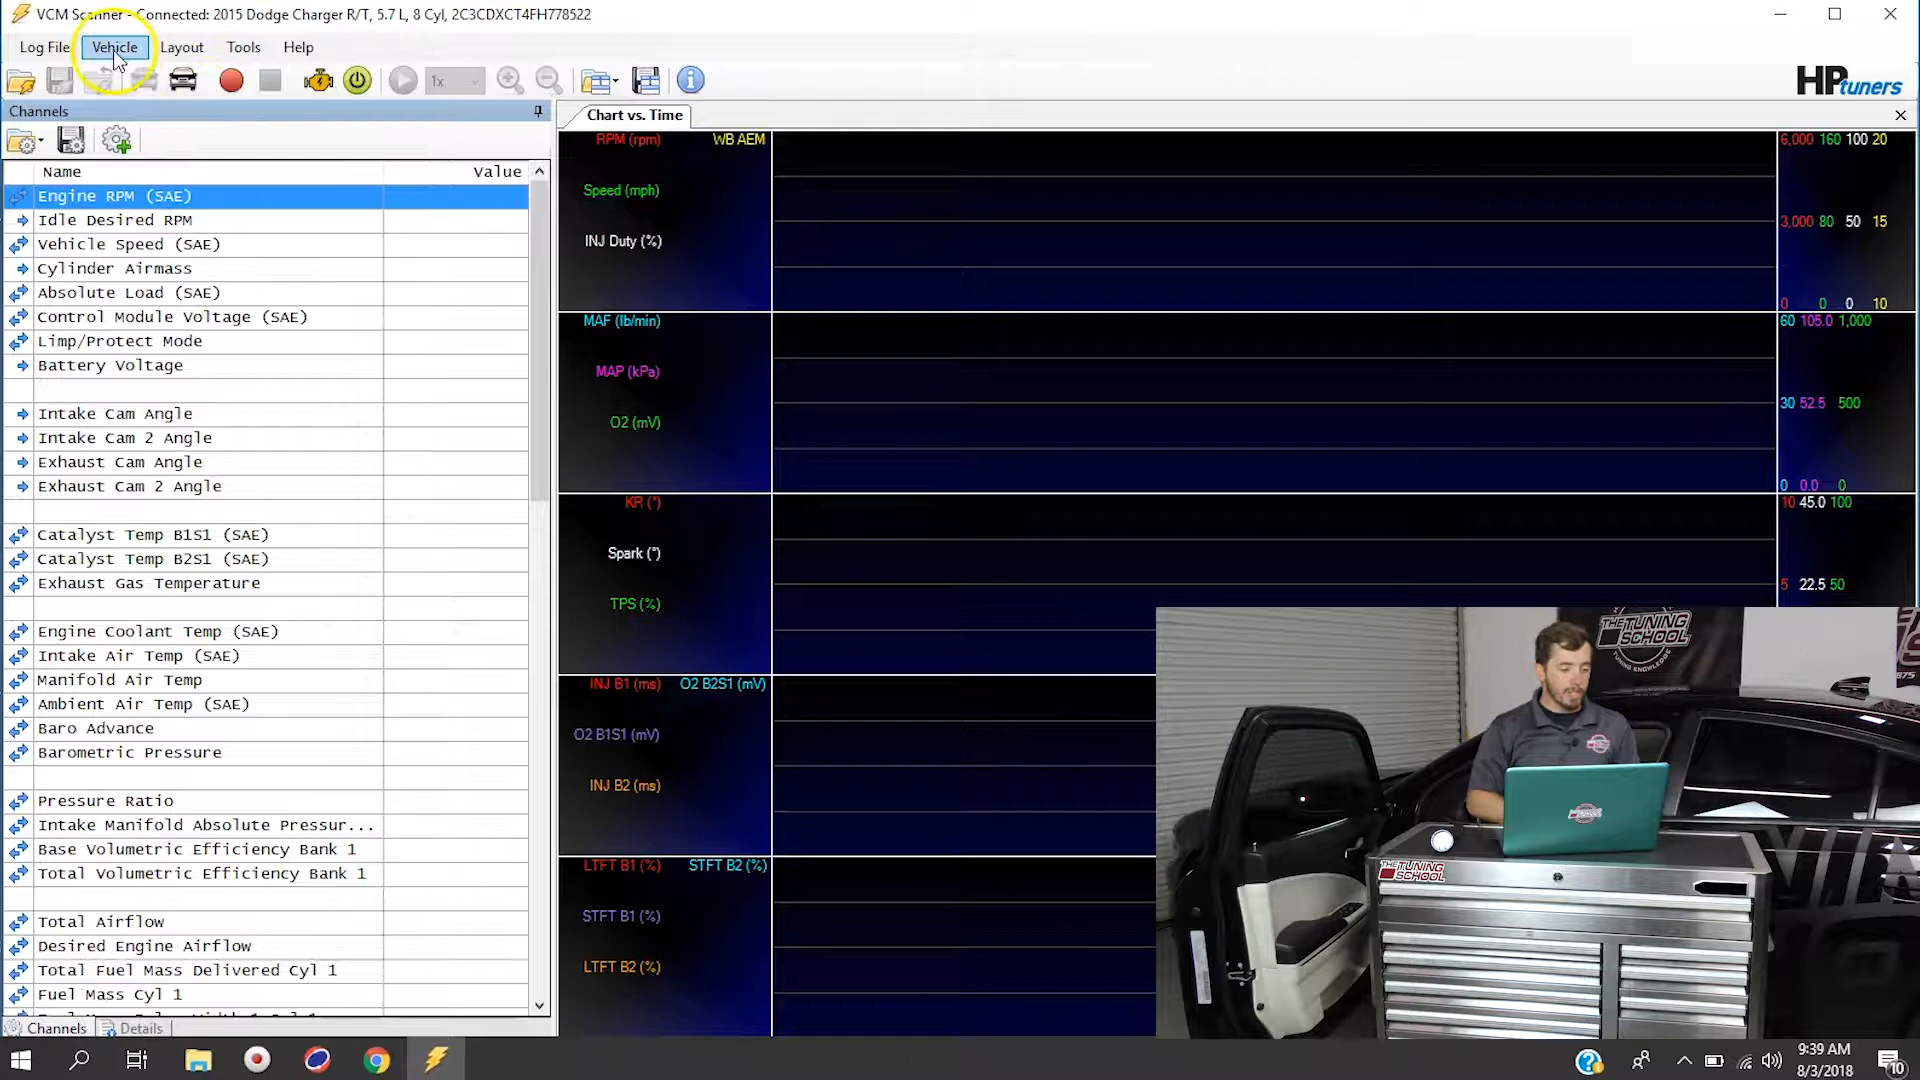 VCM Scanner - Connected: 2015 Dodge Charger R/T, 5.7 L, 8 Cyl, 2C3CDXCT4FH778522
Log File Vehicle Layout Tools Help
1x
HPtuners
Channels
Chart vs. Time
Name Value
Engine RPM (SAE)
Idle Desired RPM
Vehicle Speed (SAE)
Cylinder Airmass
Absolute Load (SAE)
Control Module Voltage (SAE)
Limp/Protect Mode
Battery Voltage
Intake Cam Angle
Intake Cam 2 Angle
Exhaust Cam Angle
Exhaust Cam 2 Angle
Catalyst Temp B1S1 (SAE)
Catalyst Temp B2S1 (SAE)
Exhaust Gas Temperature
Engine Coolant Temp (SAE)
Intake Air Temp (SAE)
Manifold Air Temp
Ambient Air Temp (SAE)
Baro Advance
Barometric Pressure
Pressure Ratio
Intake Manifold Absolute Pressur...
Base Volumetric Efficiency Bank 1
Total Volumetric Efficiency Bank 1
Total Airflow
Desired Engine Airflow
Total Fuel Mass Delivered Cyl 1
Fuel Mass Cyl 1
Channels Details
RPM (rpm) WB AEM
Speed (mph)
INJ Duty (%)
6,000 160 100 20
3,000 80 50 15
0 0 0 10
MAF (lb/min)
MAP (kPa)
O2 (mV)
60 105.0 1,000
30 52.5 500
0 0.0 0
KR (°)
Spark (°)
TPS (%)
10 45.0 100
5 22.5 50
INJ B1 (ms) O2 B2S1 (mV)
O2 B1S1 (mV)
INJ B2 (ms)
LTFT B1 (%) STFT B2 (%)
STFT B1 (%)
LTFT B2 (%)
THE TUNING
SCHOOL
TUNING KNOWLEDGE
THE TUNING
SCHOOL
9:39 AM
8/3/2018
10